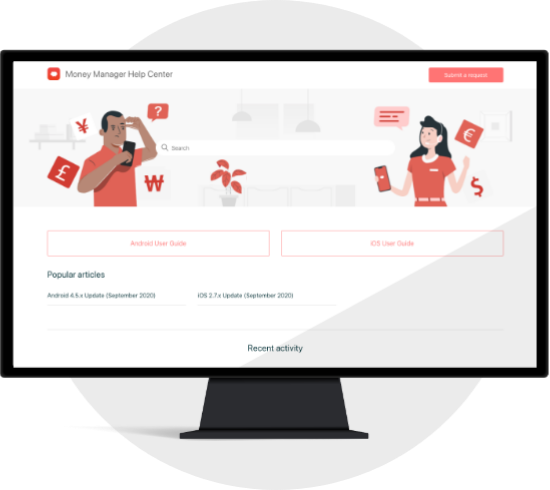 Money Manager Help Center
Submit a request
?
¥
€
Search
£
₩
$
Android User Guide
iOS User Guide
Popular articles
Android 4.5.x Update (September 2020)
iOS 2.7.x Update (September 2020)
Recent activity